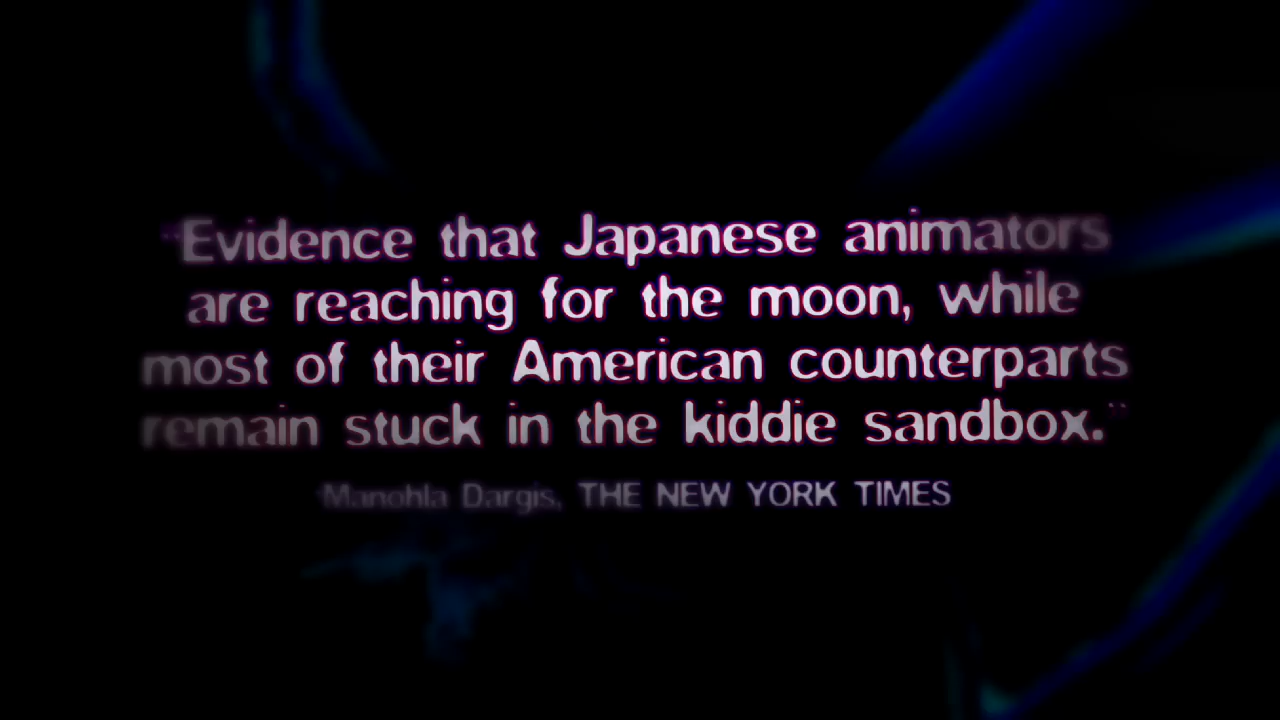 "Evidence that Japanese animators
are reaching for the moon, while
most of their American counterparts
remain stuck in the kiddie sandbox."
Manohla Dargis, THE NEW YORK TIMES